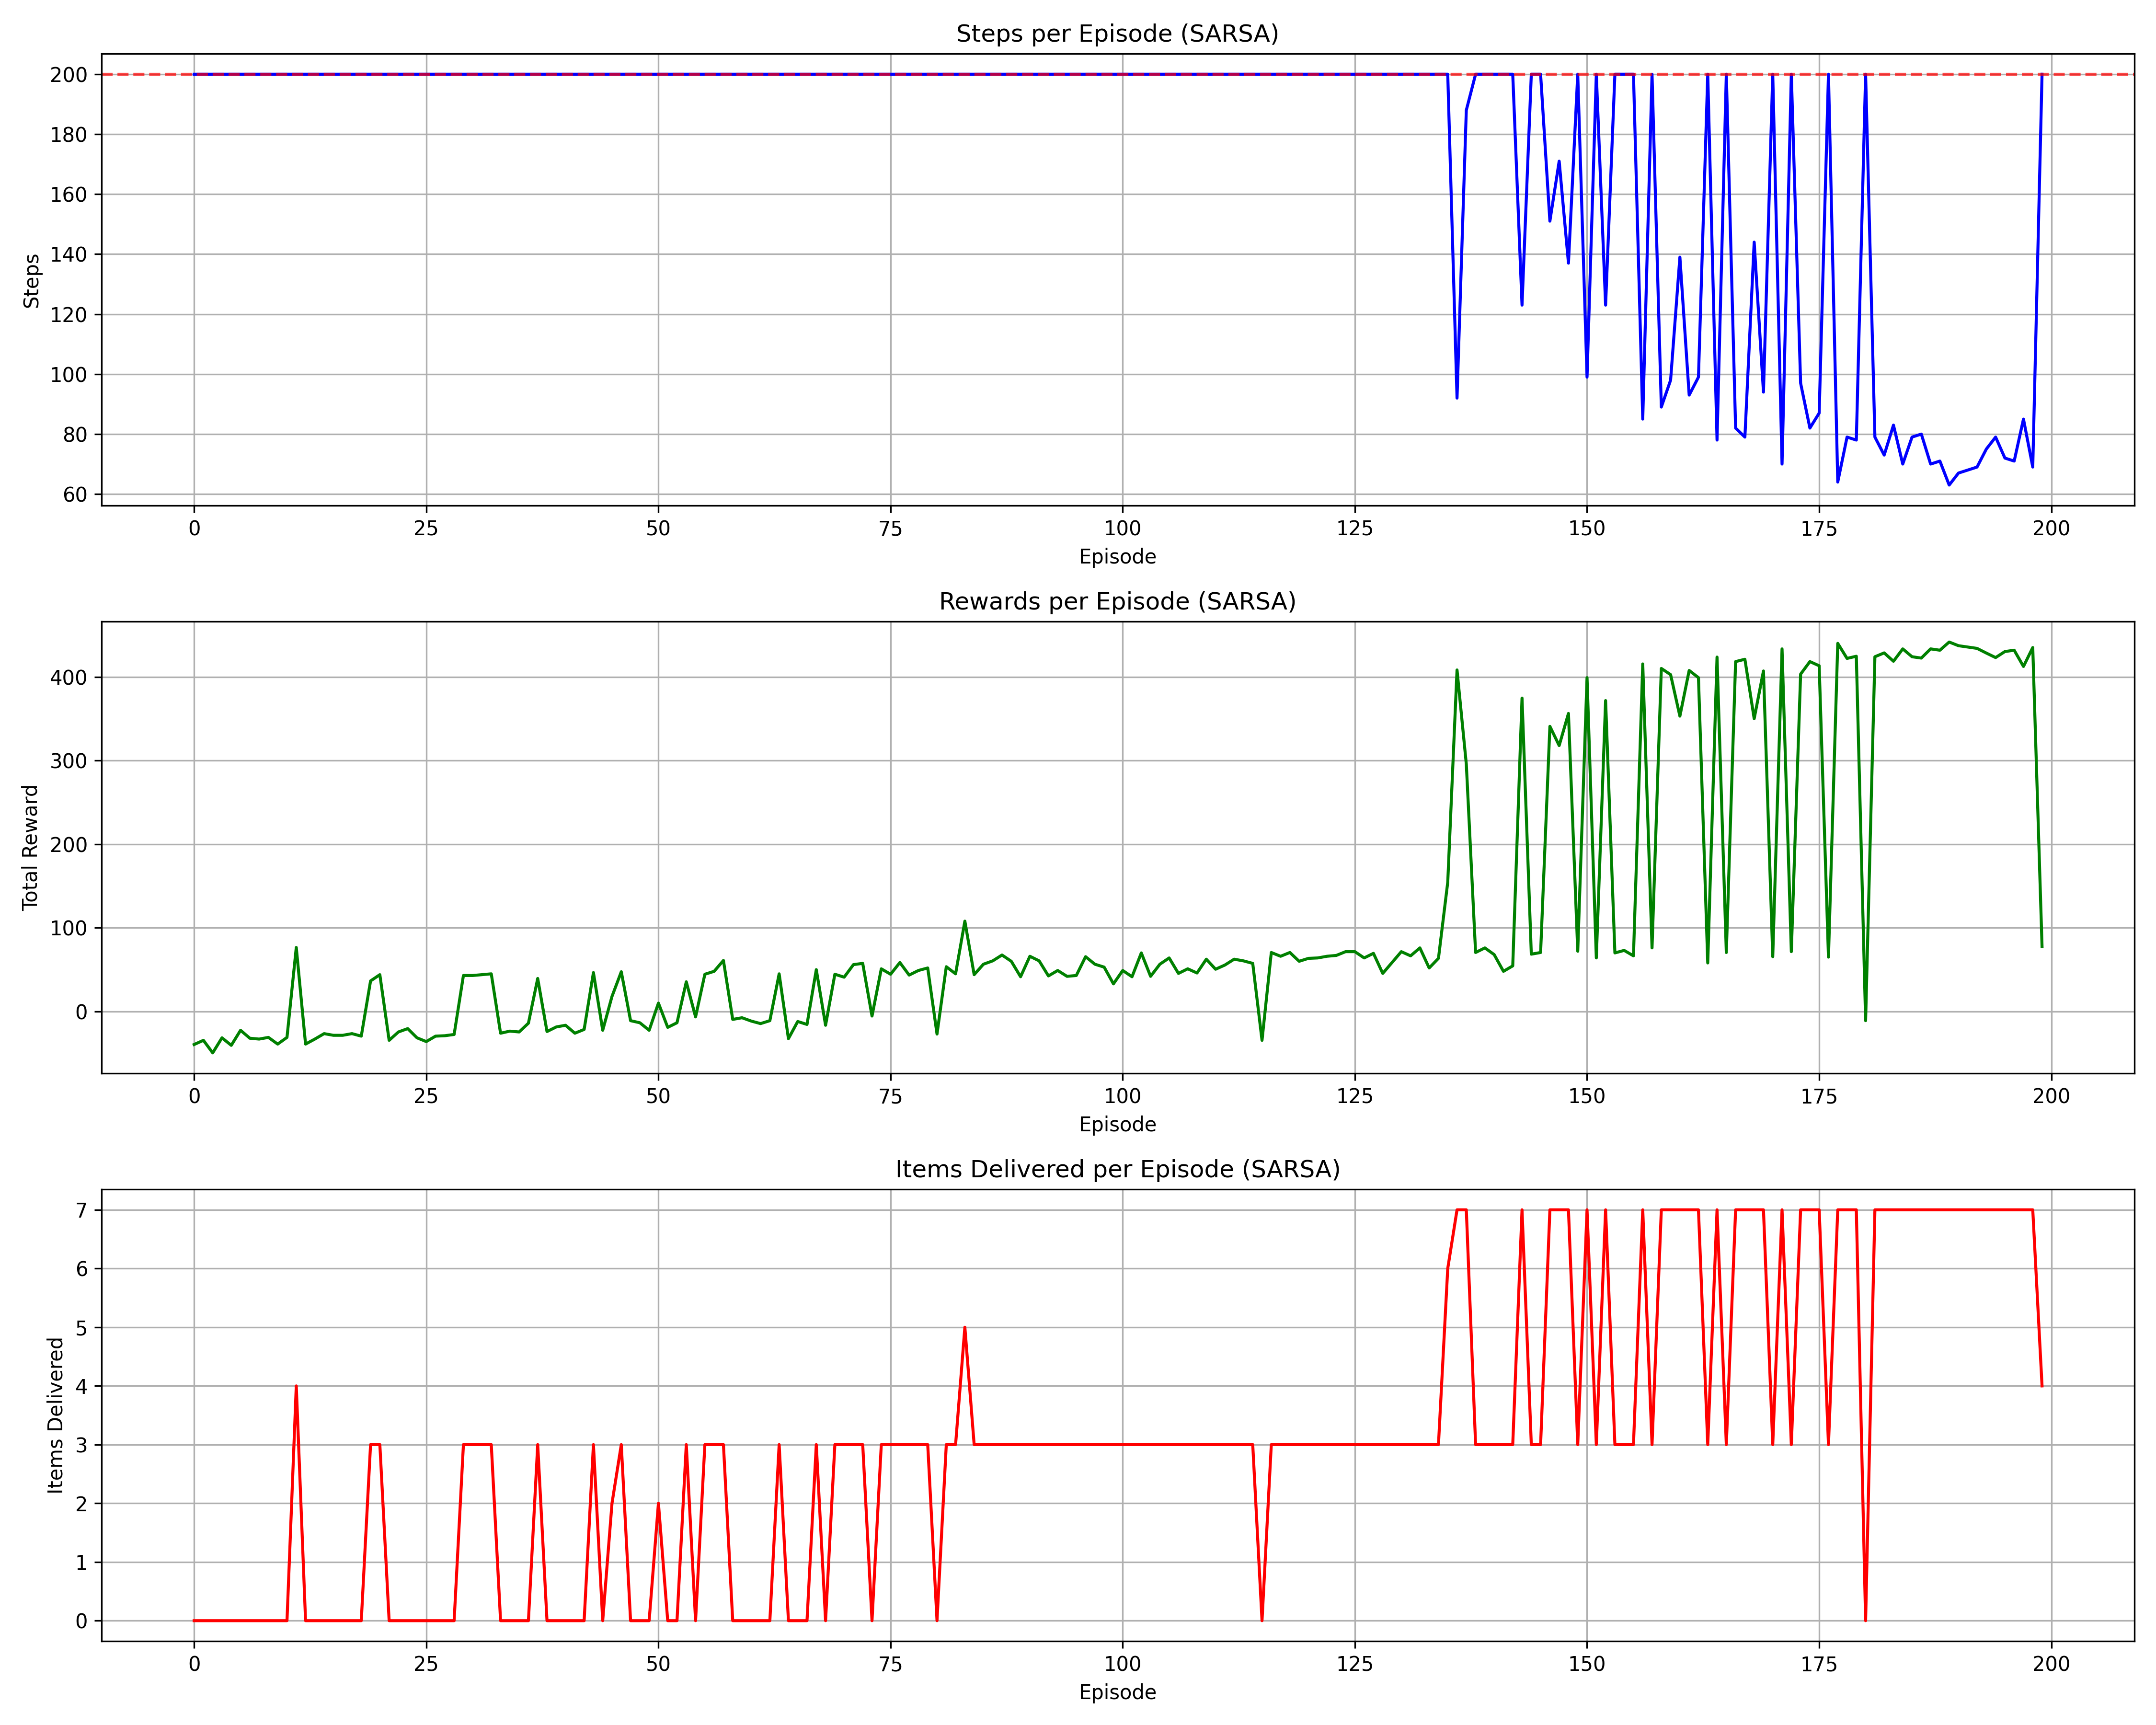 Steps per Episode (SARSA)
200
180
160
140
120
100
80
60
Steps
0 25 50 75 100 125 150 175 200
Episode
Rewards per Episode (SARSA)
400
300
200
100
0
Total Reward
0 25 50 75 100 125 150 175 200
Episode
Items Delivered per Episode (SARSA)
7
6
5
4
3
2
1
0
Items Delivered
0 25 50 75 100 125 150 175 200
Episode